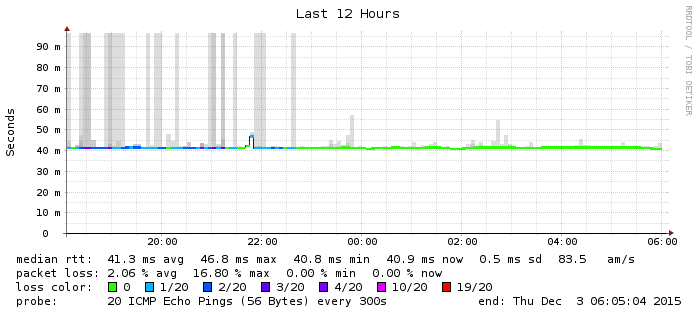 Last 12 Hours
RRDTOOL / TOBI OETIKER
Seconds
90 m
80 m
70 m
60 m
50 m
40 m
30 m
20 m
10 m
0
20:00 22:00 00:00 02:00 04:00 06:00
median rtt: 41.3 ms avg 46.8 ms max 40.8 ms min 40.9 ms now 0.5 ms sd 83.5 am/s
packet loss: 2.06 % avg 16.80 % max 0.00 % min 0.00 % now
loss color: 0 1/20 2/20 3/20 4/20 10/20 19/20
probe: 20 ICMP Echo Pings (56 Bytes) every 300s end: Thu Dec 3 06:05:04 2015